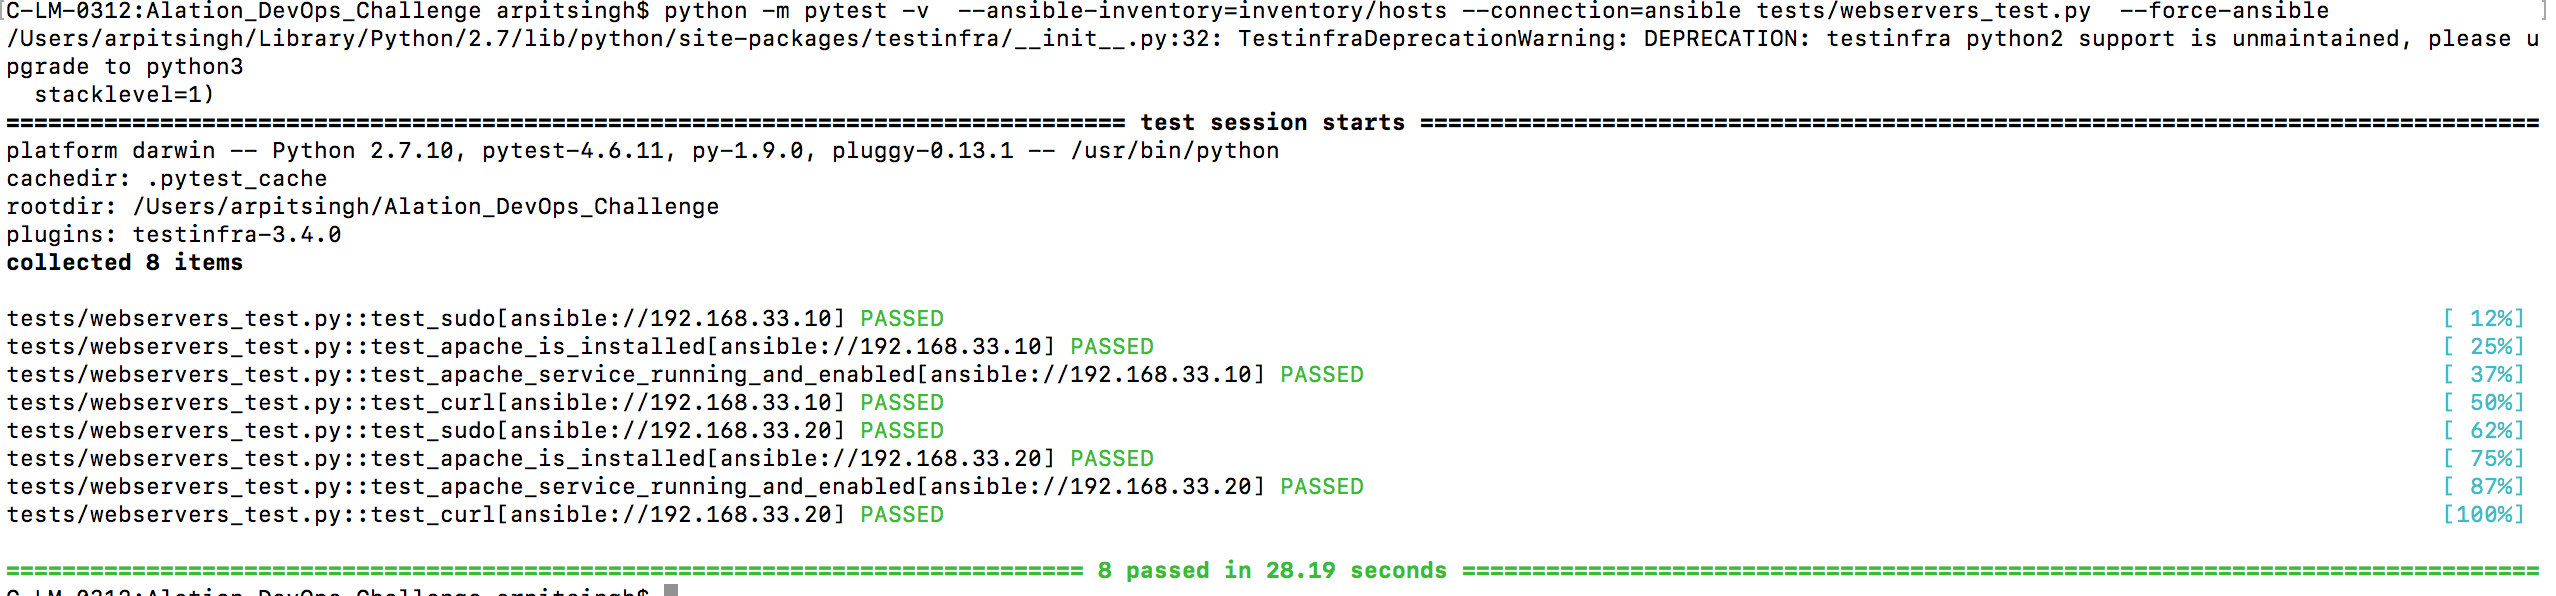 C-LM-0312:Alation_DevOps_Challenge arpitsingh$ python -m pytest -v  --ansible-inventory=inventory/hosts --connection=ansible tests/webservers_test.py  --force-ansible
/Users/arpitsingh/Library/Python/2.7/lib/python/site-packages/testinfra/__init__.py:32: TestinfraDeprecationWarning: DEPRECATION: testinfra python2 support is unmaintained, please u
pgrade to python3
  stacklevel=1)
================================================================================ test session starts ================================================================================
platform darwin -- Python 2.7.10, pytest-4.6.11, py-1.9.0, pluggy-0.13.1 -- /usr/bin/python
cachedir: .pytest_cache
rootdir: /Users/arpitsingh/Alation_DevOps_Challenge
plugins: testinfra-3.4.0
collected 8 items
tests/webservers_test.py::test_sudo[ansible://192.168.33.10] PASSED [ 12%]
tests/webservers_test.py::test_apache_is_installed[ansible://192.168.33.10] PASSED [ 25%]
tests/webservers_test.py::test_apache_service_running_and_enabled[ansible://192.168.33.10] PASSED [ 37%]
tests/webservers_test.py::test_curl[ansible://192.168.33.10] PASSED [ 50%]
tests/webservers_test.py::test_sudo[ansible://192.168.33.20] PASSED [ 62%]
tests/webservers_test.py::test_apache_is_installed[ansible://192.168.33.20] PASSED [ 75%]
tests/webservers_test.py::test_apache_service_running_and_enabled[ansible://192.168.33.20] PASSED [ 87%]
tests/webservers_test.py::test_curl[ansible://192.168.33.20] PASSED [100%]
============================================================================= 8 passed in 28.19 seconds =============================================================================
C-LM-0312:Alation_DevOps_Challenge arpitsingh$